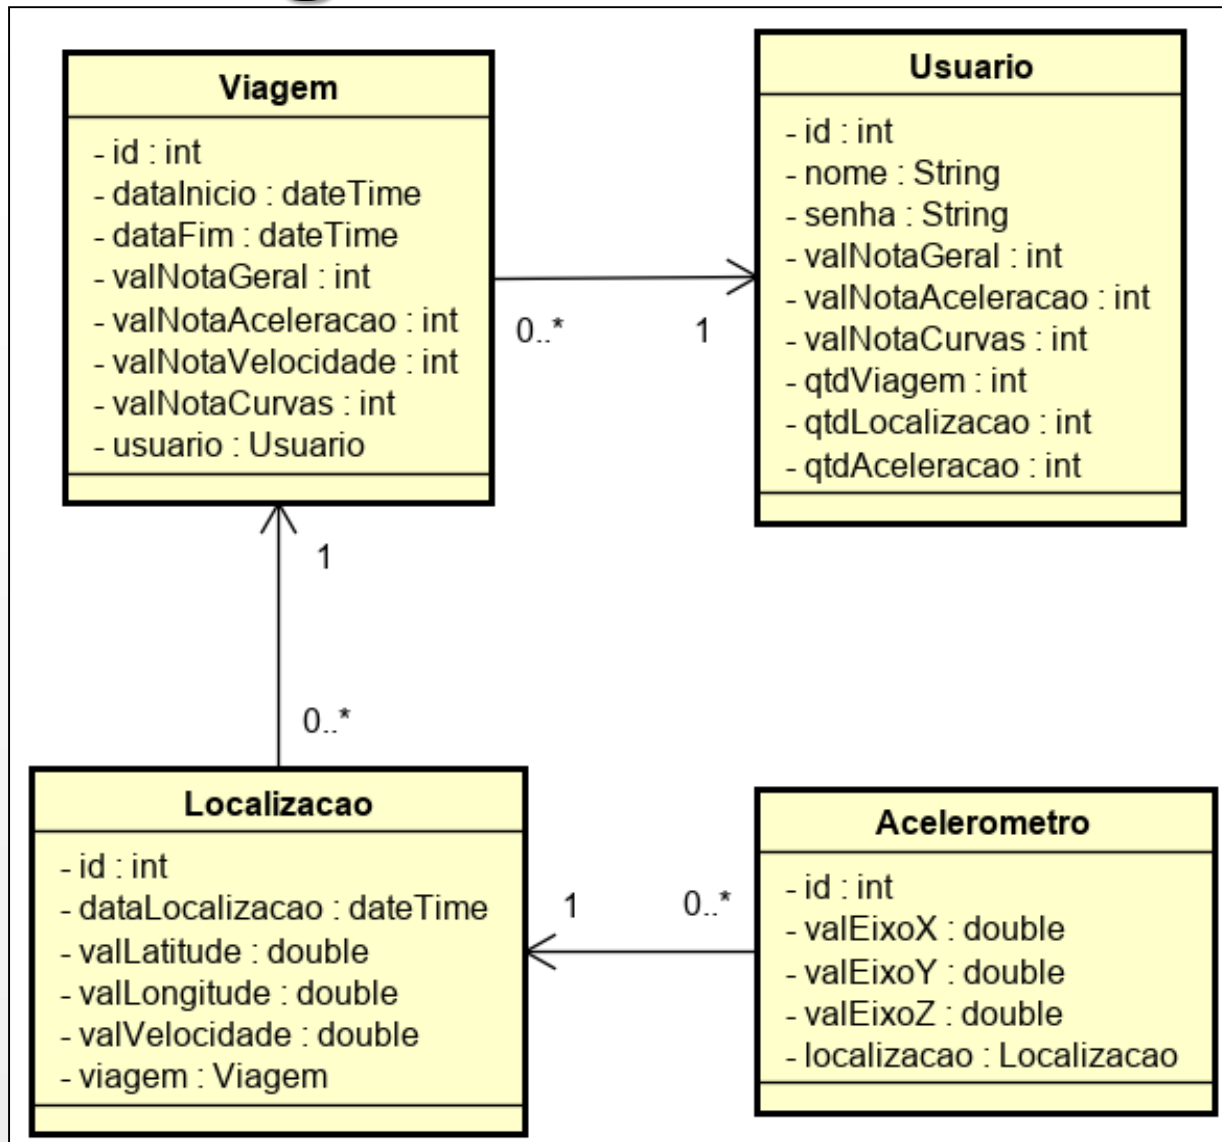 Viagem
- id : int
- dataInicio : dateTime
- dataFim : dateTime
- valNotaGeral : int
- valNotaAceleracao : int
- valNotaVelocidade : int
- valNotaCurvas : int
- usuario : Usuario
Usuario
- id : int
- nome : String
- senha : String
- valNotaGeral : int
- valNotaAceleracao : int
- valNotaCurvas : int
- qtdViagem : int
- qtdLocalizacao : int
- qtdAceleracao : int
0..* 1
1
0..*
Localizacao
- id : int
- dataLocalizacao : dateTime
- valLatitude : double
- valLongitude : double
- valVelocidade : double
- viagem : Viagem
1 0..*
Acelerometro
- id : int
- valEixoX : double
- valEixoY : double
- valEixoZ : double
- localizacao : Localizacao